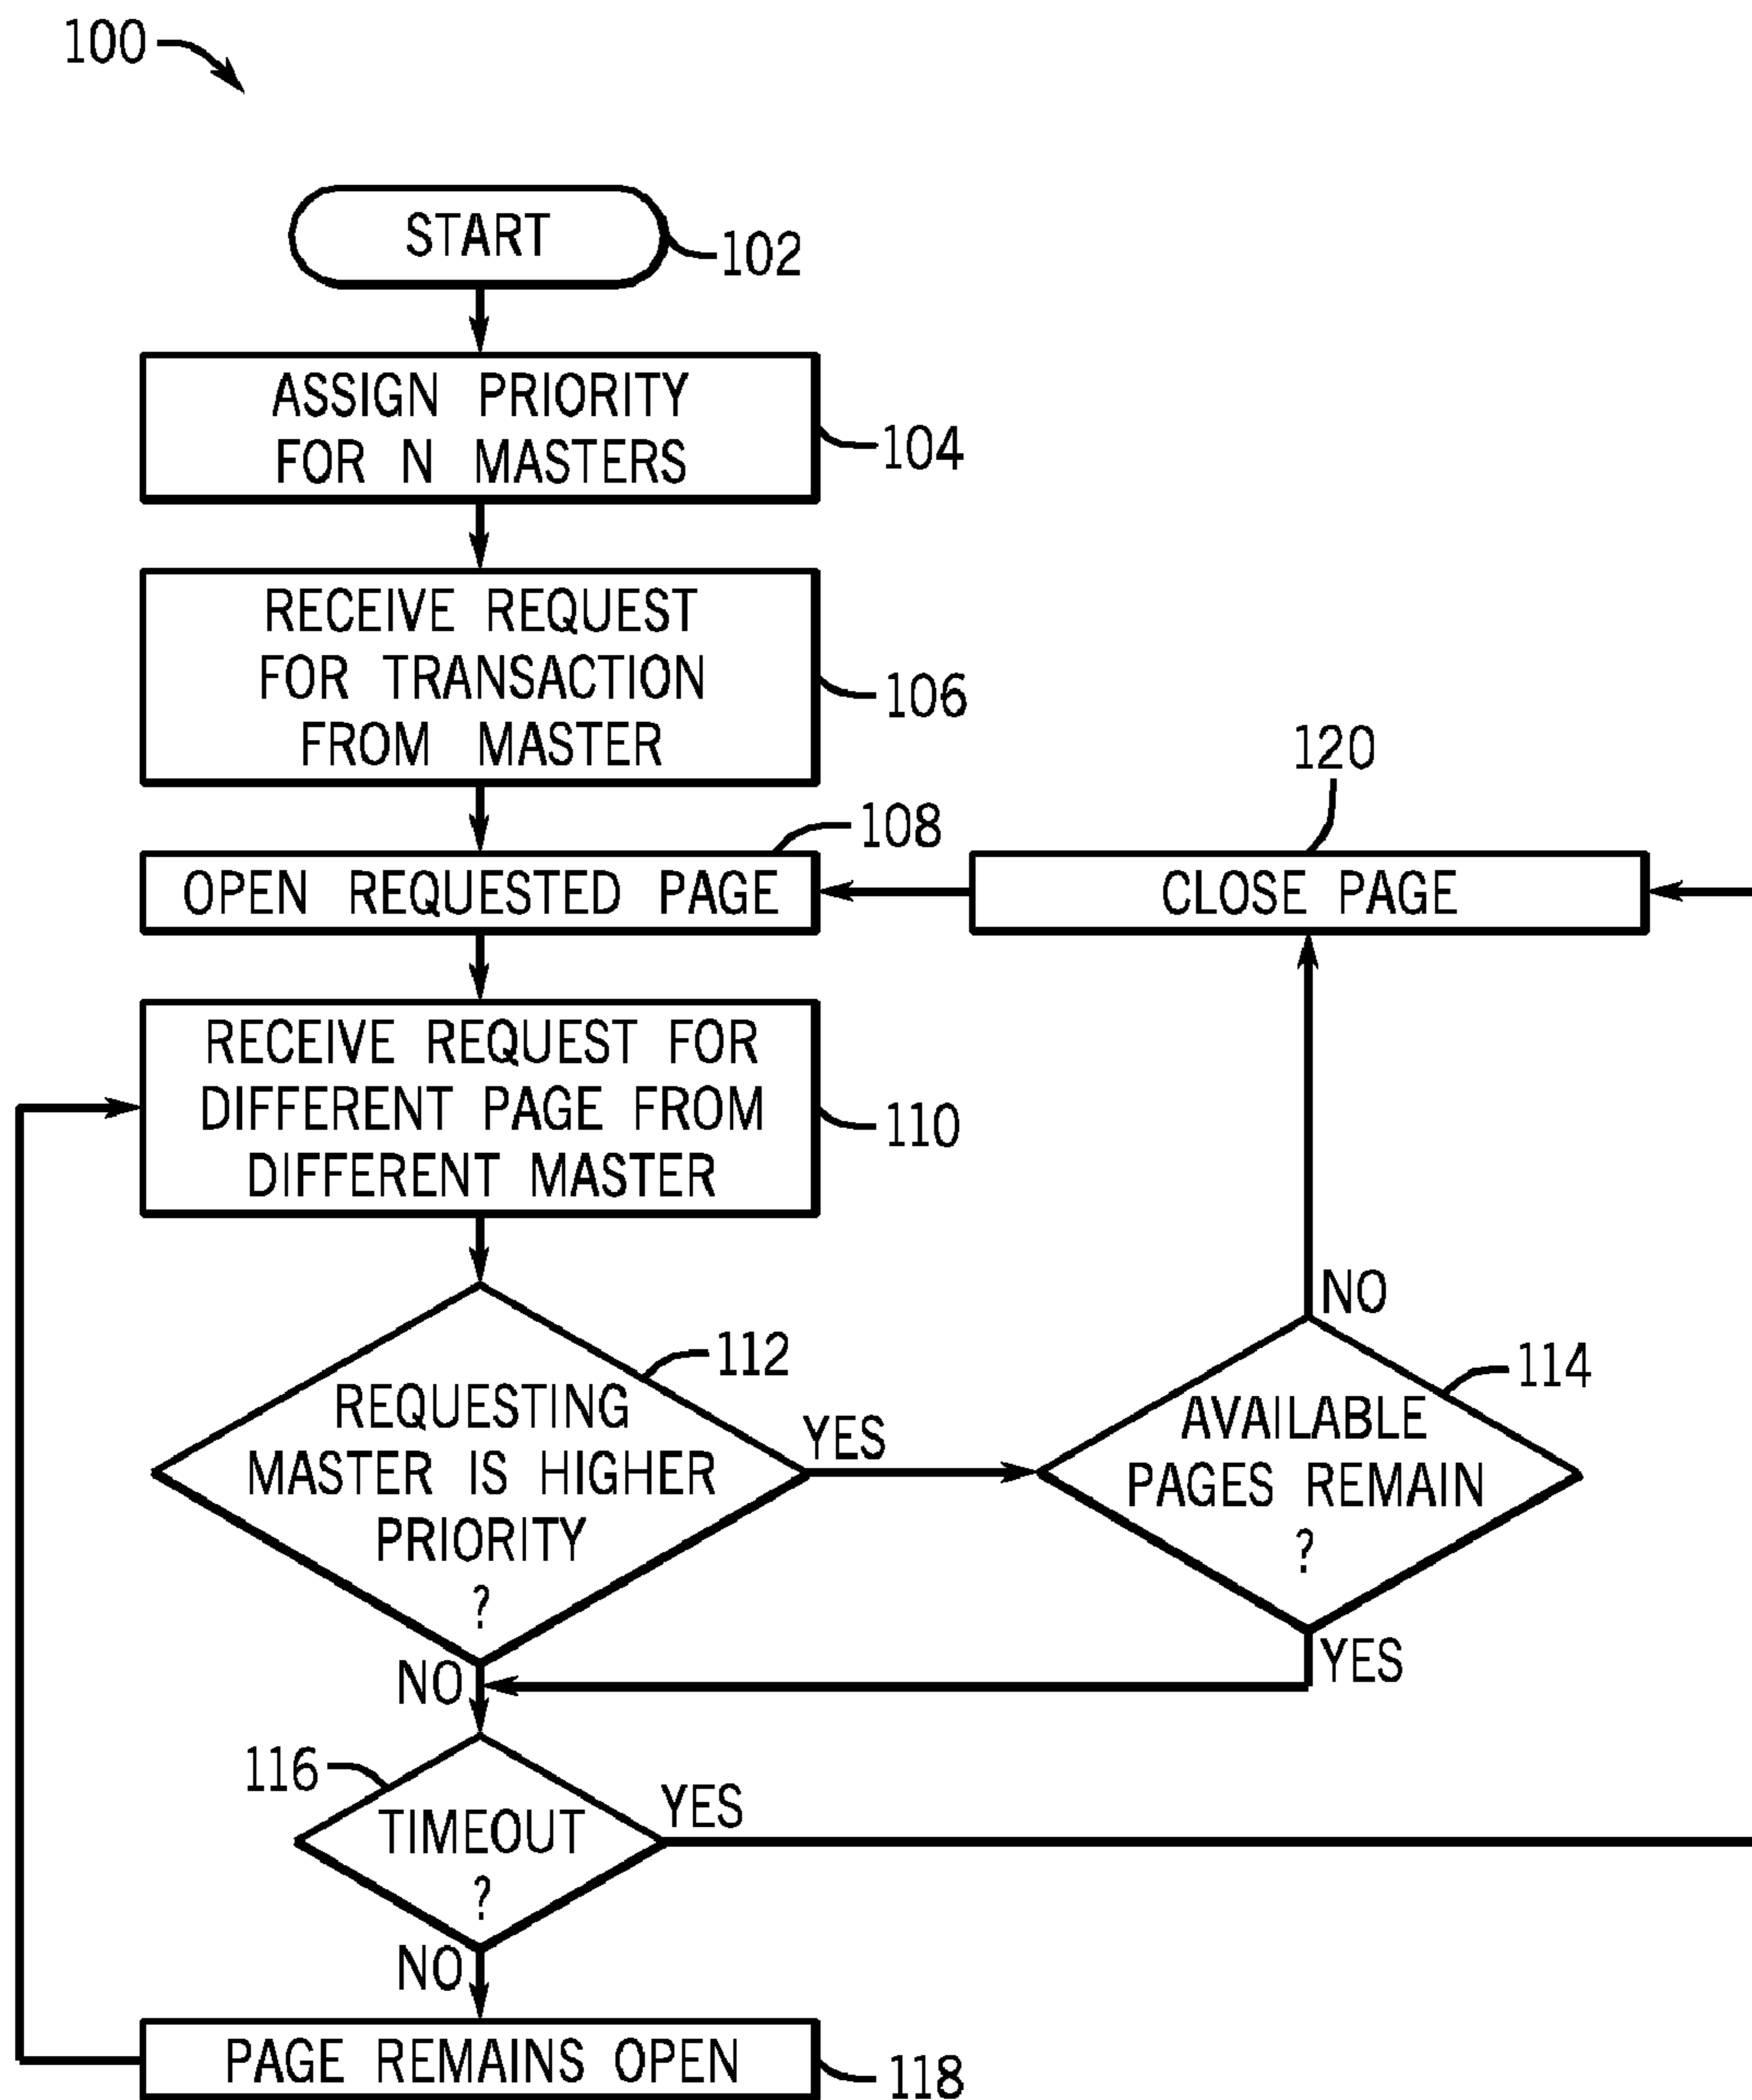 100
START
102
ASSIGN PRIORITY
FOR N MASTERS
104
RECEIVE REQUEST
FOR TRANSACTION
FROM MASTER
106
120
108
OPEN REQUESTED PAGE
CLOSE PAGE
RECEIVE REQUEST FOR
DIFFERENT PAGE FROM
DIFFERENT MASTER
110
112
REQUESTING
MASTER IS HIGHER
PRIORITY
?
YES
NO
NO
114
AVAILABLE
PAGES REMAIN
?
YES
116
TIMEOUT
?
YES
NO
PAGE REMAINS OPEN
118